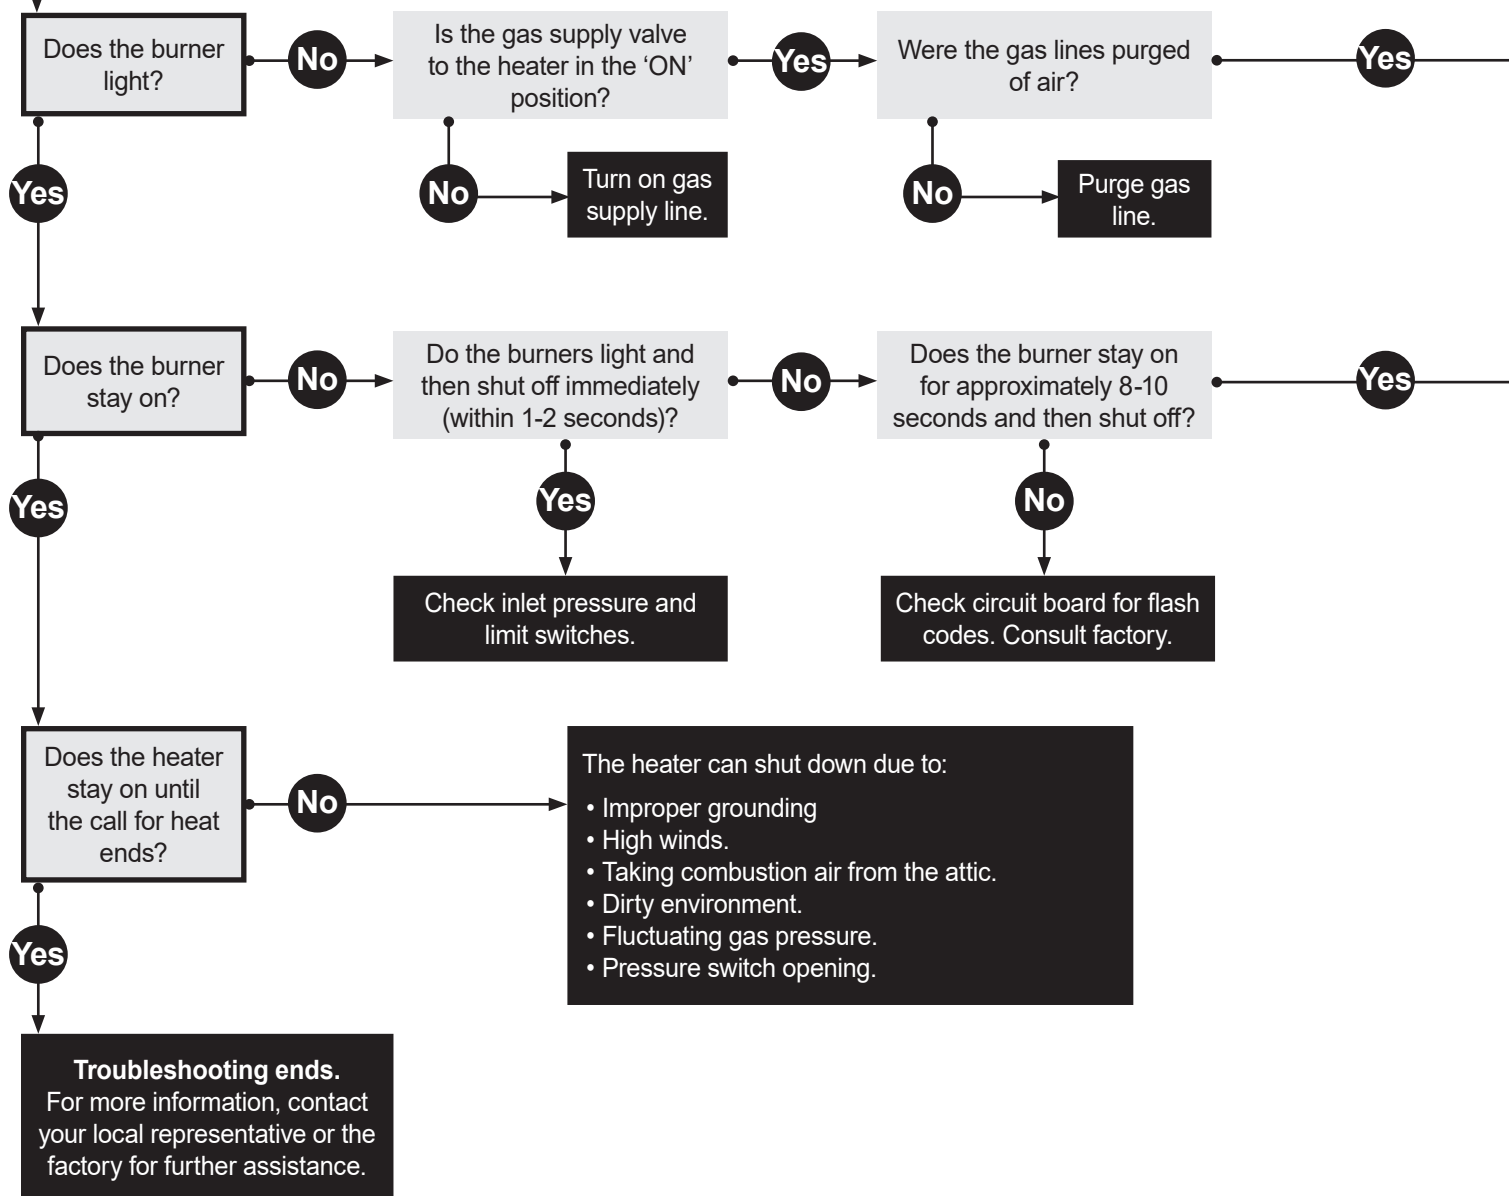 Does the burner
light?
No
Is the gas supply valve
to the heater in the ‘ON’
position?
Yes
Were the gas lines purged
of air?
Yes
Yes
No
Turn on gas
supply line.
No
Purge gas
line.
Does the burner
stay on?
No
Do the burners light and
then shut off immediately
(within 1-2 seconds)?
No
Does the burner stay on
for approximately 8-10
seconds and then shut off?
Yes
Yes
Yes
No
Check inlet pressure and
limit switches.
Check circuit board for flash
codes. Consult factory.
Does the heater
stay on until
the call for heat
ends?
No
The heater can shut down due to:
• Improper grounding
• High winds.
• Taking combustion air from the attic.
• Dirty environment.
• Fluctuating gas pressure.
• Pressure switch opening.
Yes
Troubleshooting ends.
For more information, contact
your local representative or the
factory for further assistance.